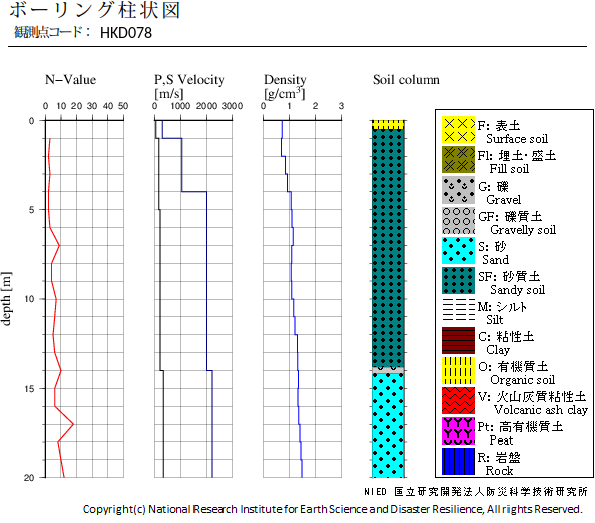 ボーリング柱状図
観測点コード： HKD078
N−Value
P,S Velocity
[m/s]
Density
[g/cm3]
Soil column
0 10 20 30 40 50
0 1000 2000 3000
0 1 2 3
0
5
10
15
20
depth [m]
F: 表土
Surface soil
Fl: 埋土・盛土
Fill soil
G: 礫
Gravel
GF: 礫質土
Gravelly soil
S: 砂
Sand
SF: 砂質土
Sandy soil
M: シルト
Silt
C: 粘性土
Clay
O: 有機質土
Organic soil
V: 火山灰質粘性土
Volcanic ash clay
Pt: 高有機質土
Peat
R: 岩盤
Rock
NIED 国立研究開発法人防災科学技術研究所
Copyright(c) National Research Institute for Earth Science and Disaster Resilience, All rights Reserved.